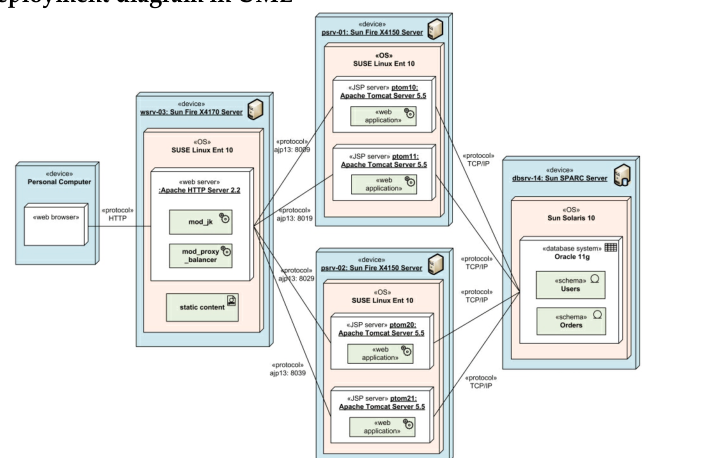 deployment diagram in UML
«device»
Personal Computer
«web browser»
«protocol»
HTTP
«device»
wsrv-03: Sun Fire X4170 Server
«OS»
SUSE Linux Ent 10
«web server»
:Apache HTTP Server 2.2
mod_jk
mod_proxy
_balancer
static content
«protocol»
ajp13: 8009
«protocol»
ajp13: 8019
«protocol»
ajp13: 8029
«protocol»
ajp13: 8039
«device»
psrv-01: Sun Fire X4150 Server
«OS»
SUSE Linux Ent 10
«JSP server» ptom10:
Apache Tomcat Server 5.5
«web
application»
«JSP server» ptom11:
Apache Tomcat Server 5.5
«web
application»
«device»
psrv-02: Sun Fire X4150 Server
«OS»
SUSE Linux Ent 10
«JSP server» ptom20:
Apache Tomcat Server 5.5
«web
application»
«JSP server» ptom21:
Apache Tomcat Server 5.5
«web
application»
«protocol»
TCP/IP
«protocol»
TCP/IP
«protocol»
TCP/IP
«protocol»
TCP/IP
«device»
dbsrv-14: Sun SPARC Server
«OS»
Sun Solaris 10
«database system»
Oracle 11g
«schema»
Users
«schema»
Orders